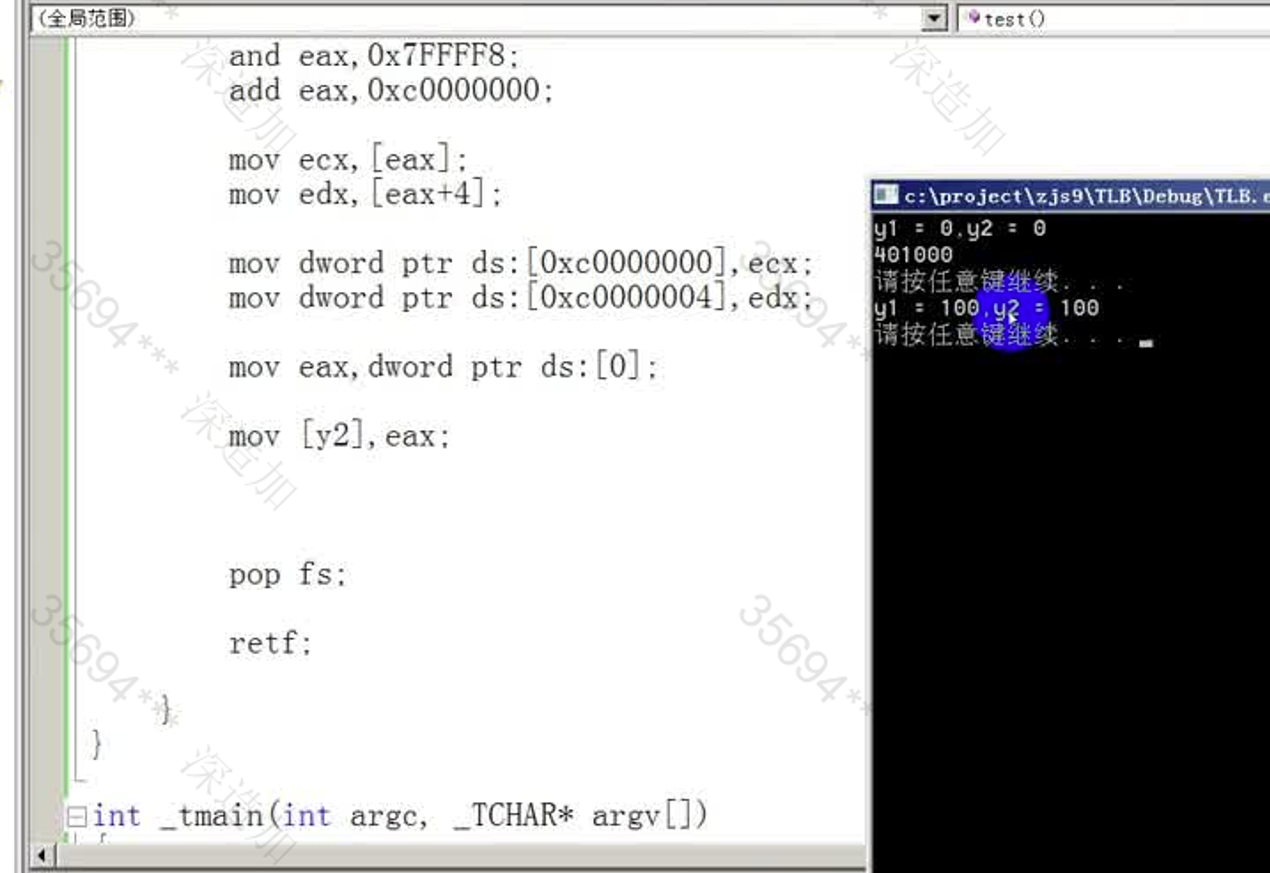 (全局范围)
test()
and eax,0x7FFFF8;
add eax,0xc0000000;
mov ecx,[eax];
mov edx,[eax+4];
mov dword ptr ds:[0xc0000000],ecx;
mov dword ptr ds:[0xc0000004],edx;
mov eax,dword ptr ds:[0];
mov [y2],eax;
pop fs;
retf;
}
}
int _tmain(int argc, _TCHAR* argv[])
{
c:\project\zjs9\TLB\Debug\TLB.e
y1 = 0,y2 = 0
401000
请按任意键继续. . .
y1 = 100,y2 = 100
请按任意键继续. . .
深造加
深造加
35694***
35694***
深造加
35694***
35694***
深造加